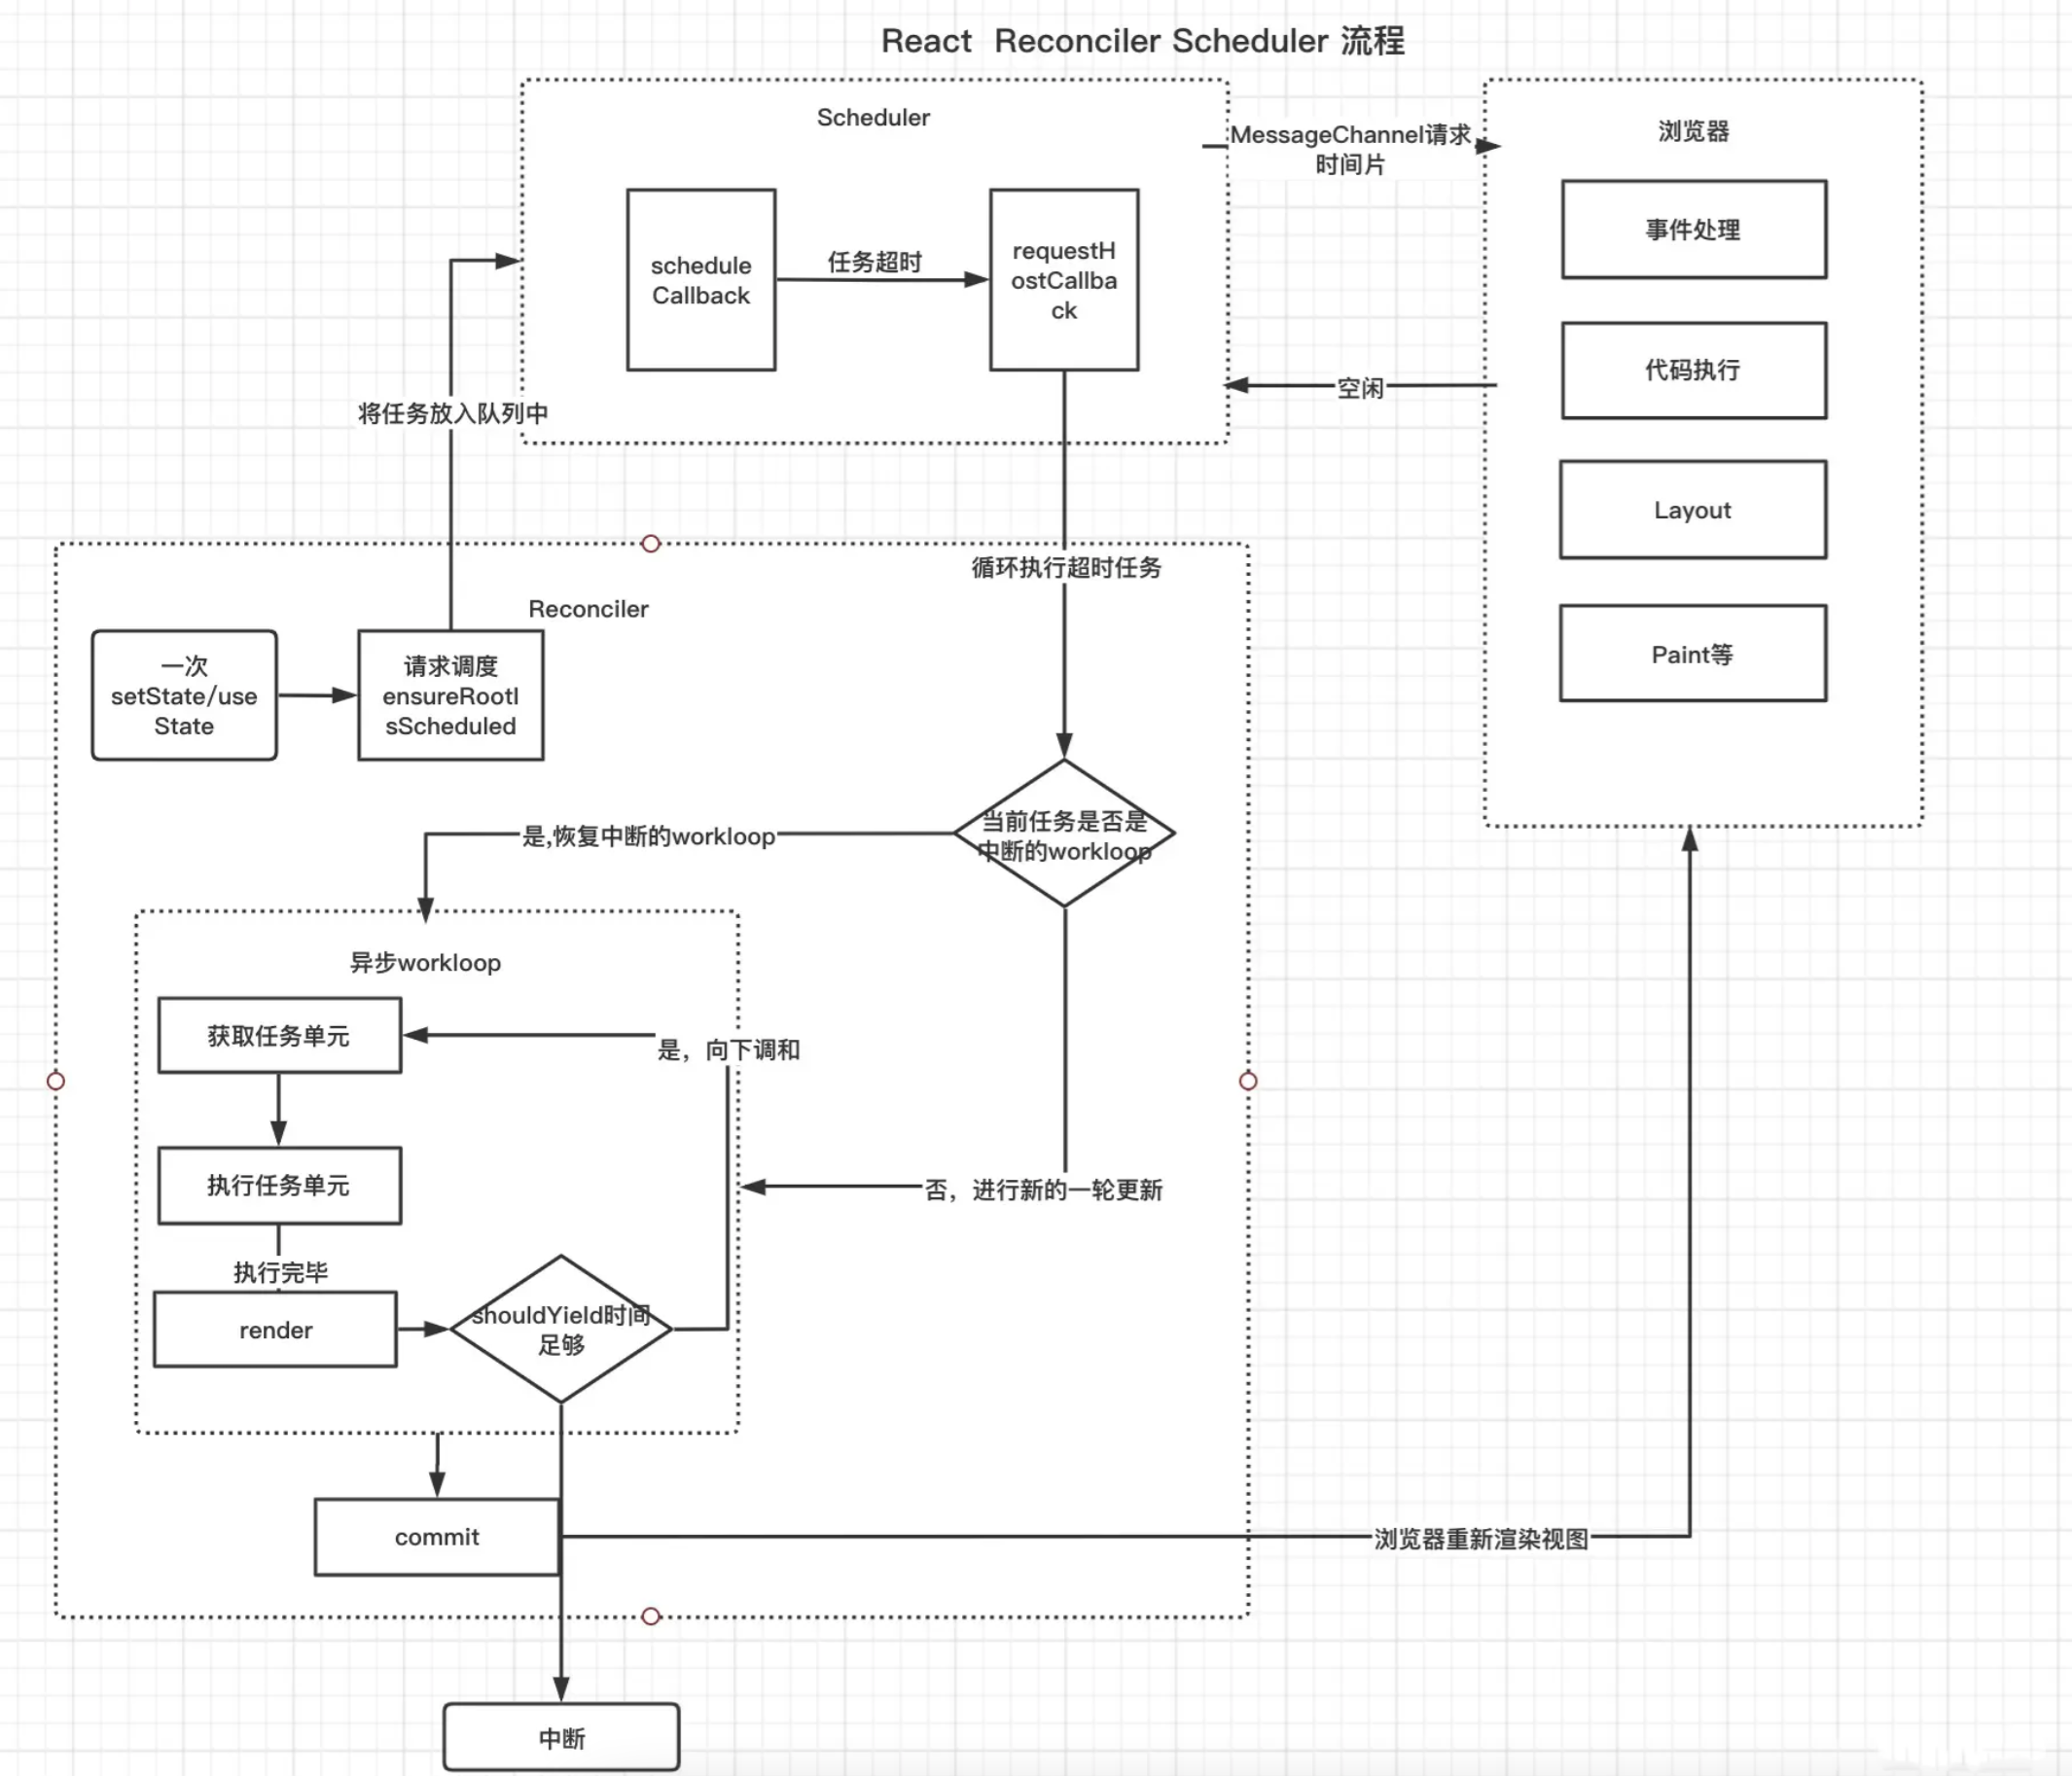 React Reconciler Scheduler 流程
Scheduler
MessageChannel请求
时间片
浏览器
事件处理
schedule
Callback
任务超时
requestH
ostCallba
ck
代码执行
空闲
将任务放入队列中
Layout
循环执行超时任务
Reconciler
一次
setState/use
State
请求调度
ensureRootI
sScheduled
Paint等
当前任务是否是
中断的workloop
是,恢复中断的workloop
异步workloop
获取任务单元
是，向下调和
执行任务单元
否，进行新的一轮更新
执行完毕
render
shouldYield时间
足够
commit
浏览器重新渲染视图
中断